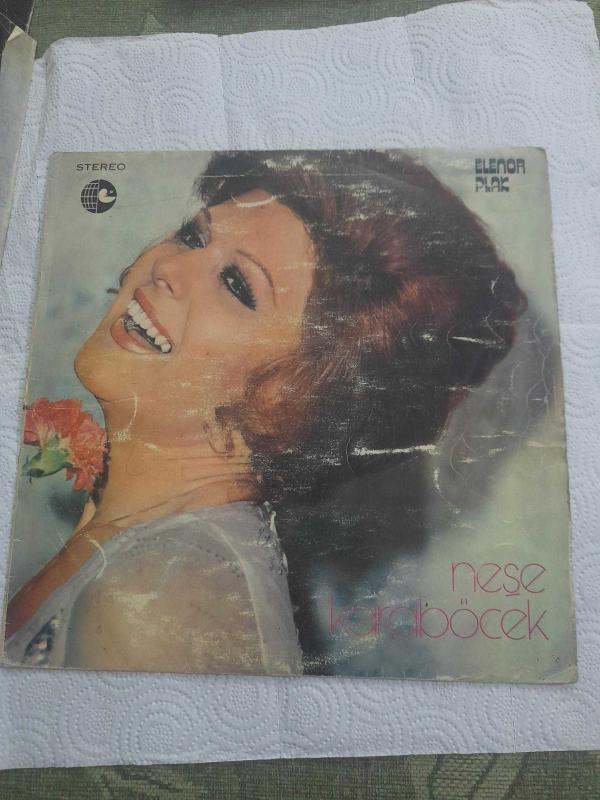 STEREO
ELENOR
PLAK
neşe
karaböcek